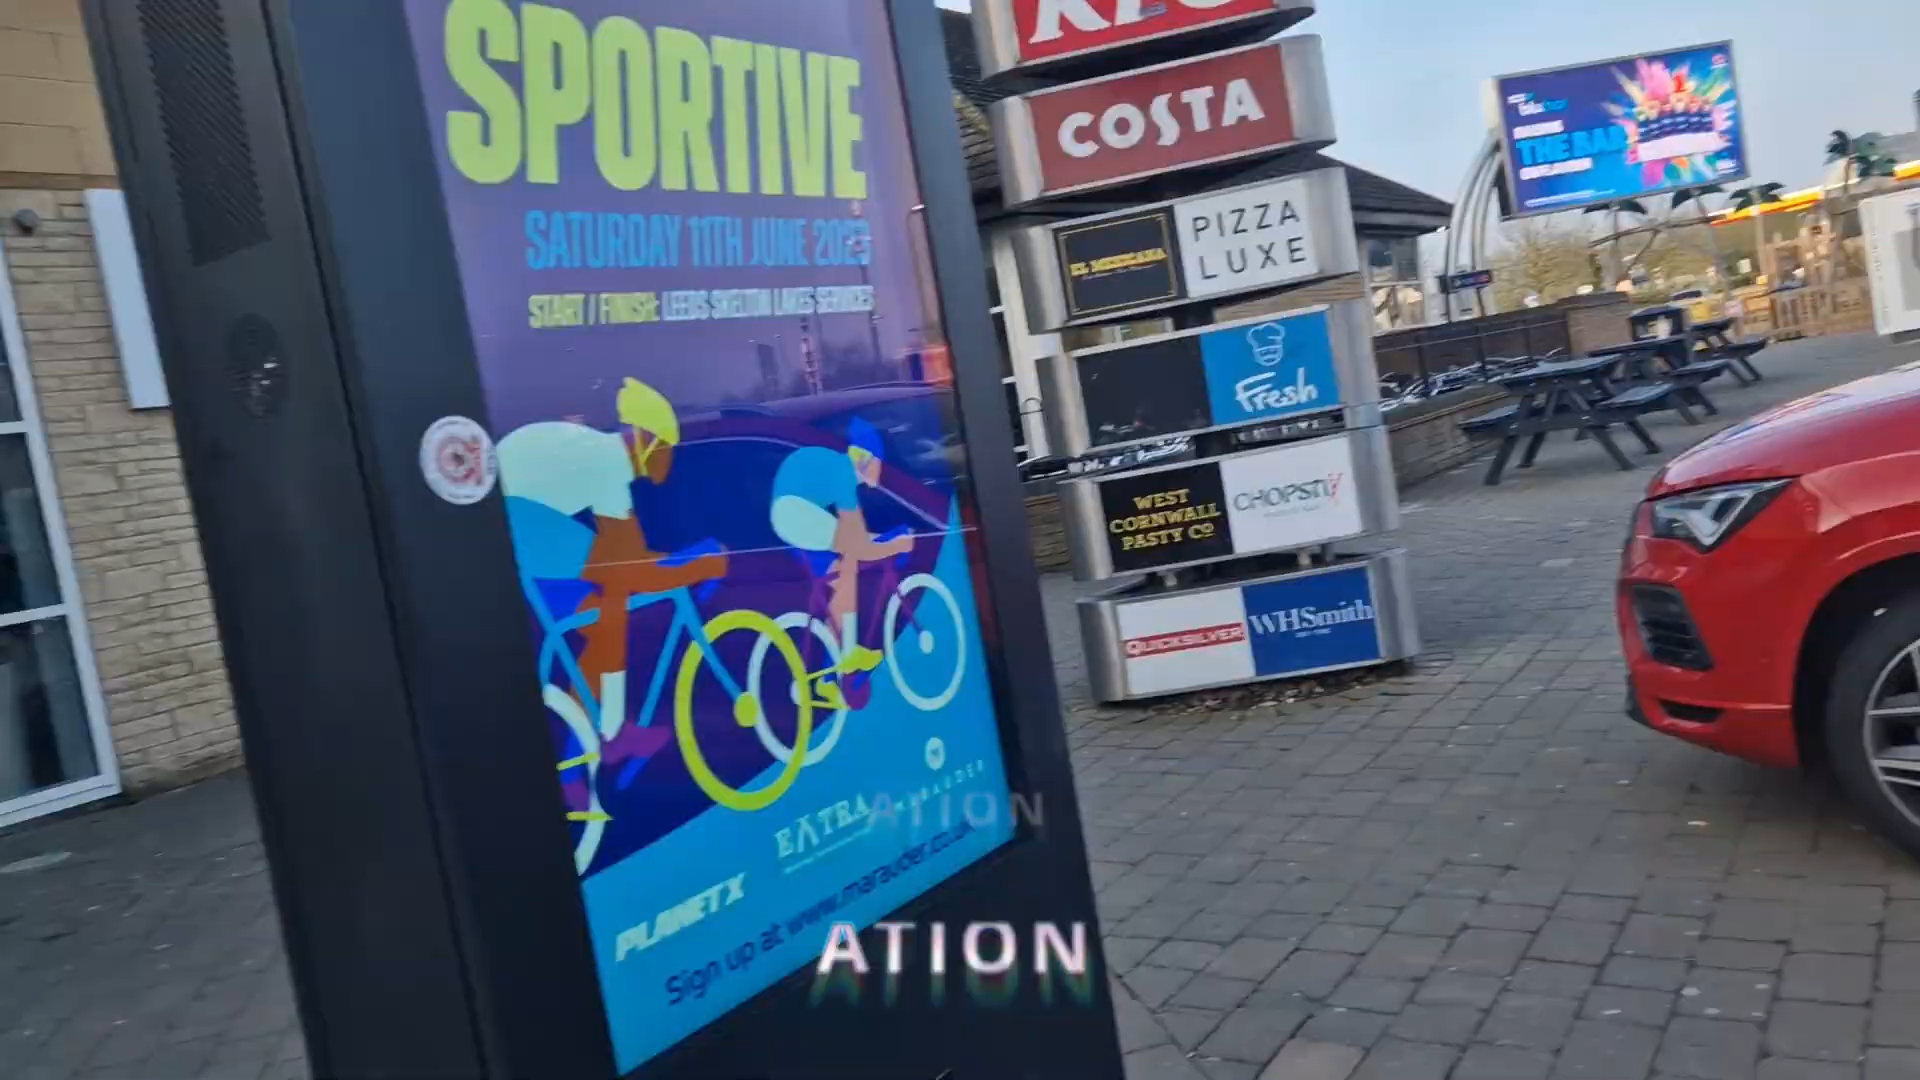 SPORTIVE
SATURDAY 11TH JUNE 2023
START / FINISH: LEEDS SKELTON LAKES SERVICES
EXTRA
MARAUDER
PLANET X
Sign up at www.marauder.co.uk
ATION
ATION
KFC
COSTA
EL MEXICANA
PIZZA
LUXE
Fresh
WEST
CORNWALL
PASTY CO
CHOPSTIX
QUICKSILVER
WHSmith
THE BAR